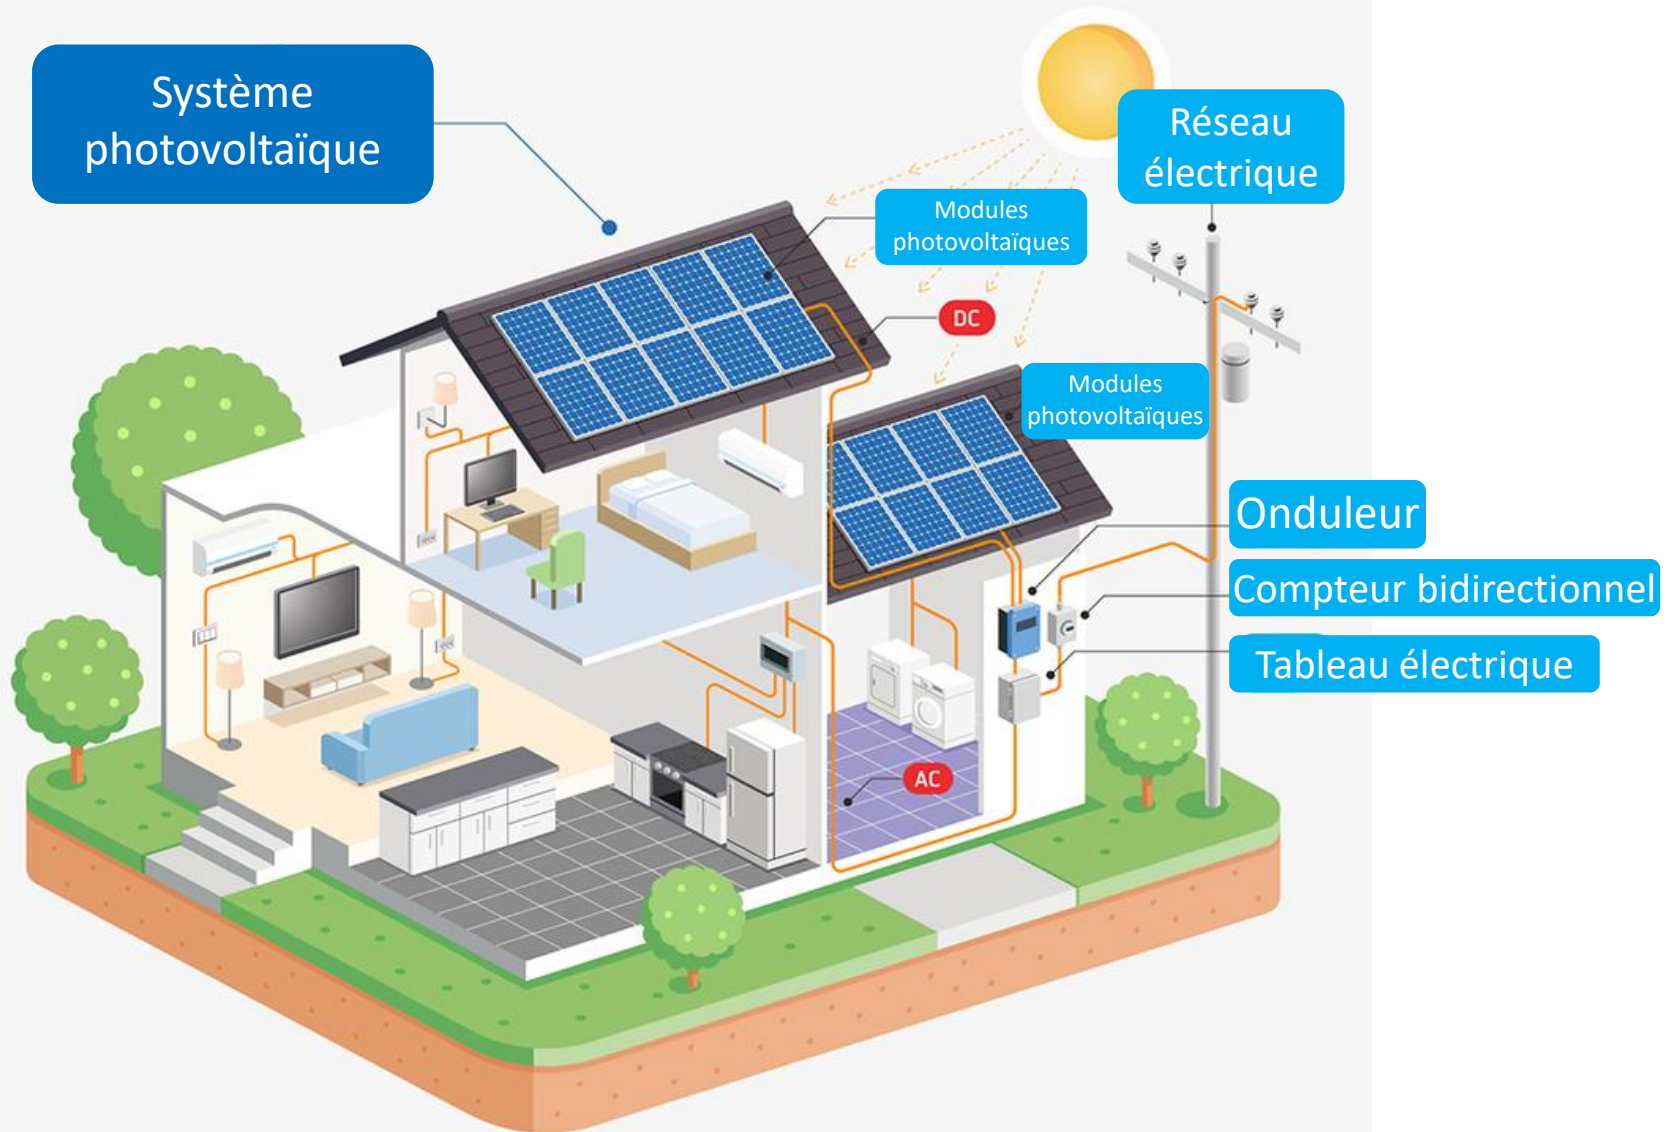 Système
photovoltaïque
Réseau
électrique
Modules
photovoltaïques
DC
Modules
photovoltaïques
Onduleur
Compteur bidirectionnel
Tableau électrique
AC